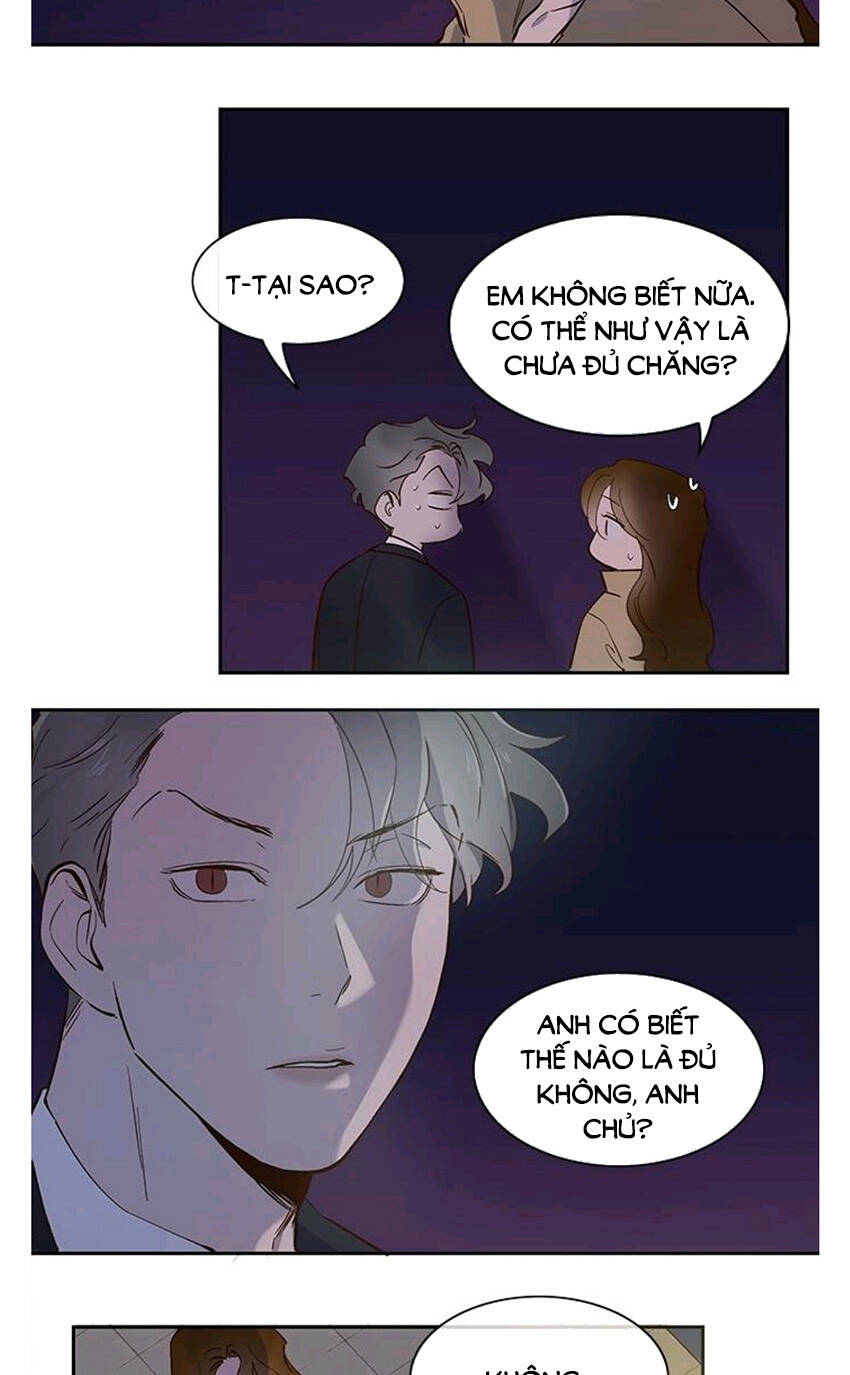 T-TẠI SAO?
EM KHÔNG BIẾT NỮA.
CÓ THỂ NHƯ VẬY LÀ
CHƯA ĐỦ CHĂNG?
ANH CÓ BIẾT
THẾ NÀO LÀ ĐỦ
KHÔNG, ANH
CHỦ?
KHÔNG